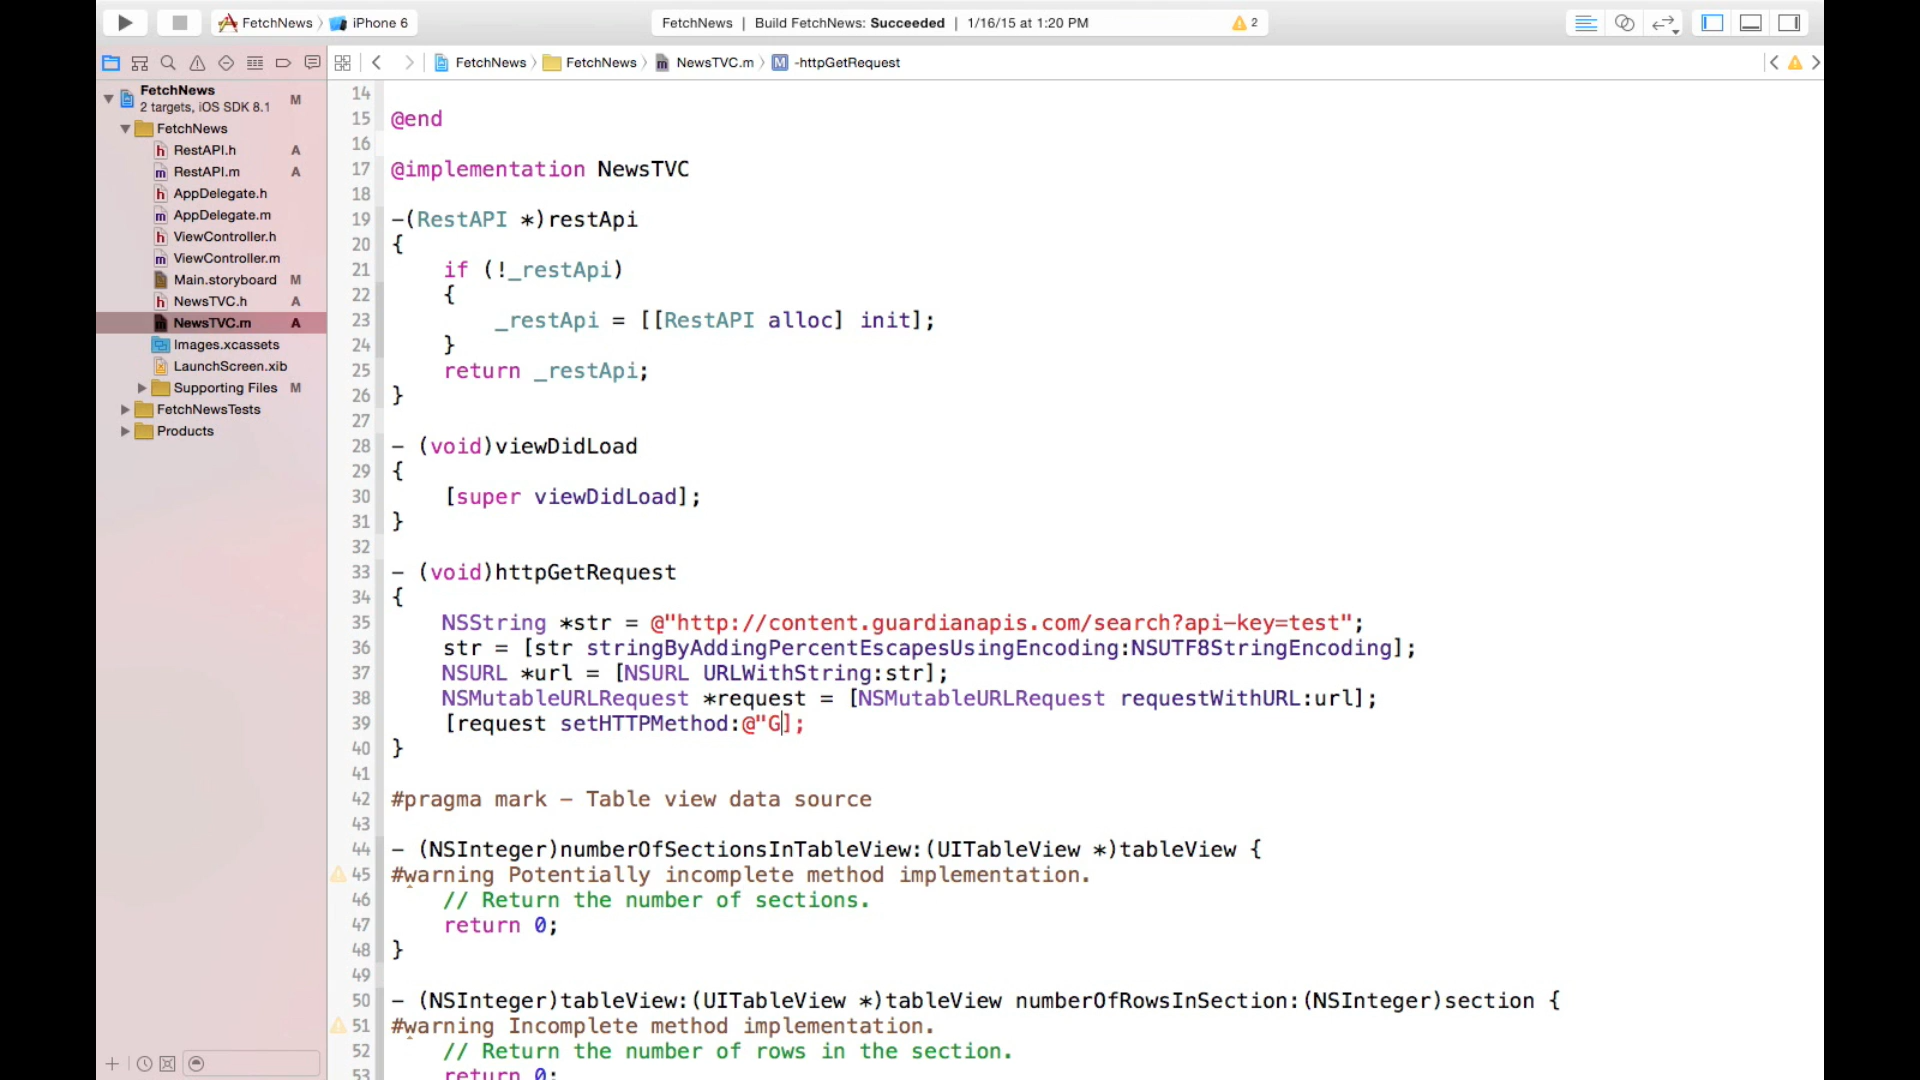 FetchNews 〉 iPhone 6
FetchNews | Build FetchNews: Succeeded | 1/16/15 at 1:20 PM
2
FetchNews 〉 FetchNews 〉 NewsTVC.m 〉 M -httpGetRequest
FetchNews M
2 targets, iOS SDK 8.1
FetchNews
h RestAPI.h A
m RestAPI.m A
h AppDelegate.h
m AppDelegate.m
h ViewController.h
m ViewController.m
Main.storyboard M
h NewsTVC.h A
m NewsTVC.m A
Images.xcassets
LaunchScreen.xib
Supporting Files M
FetchNewsTests
Products
14
15 @end
16
17 @implementation NewsTVC
18
19 -(RestAPI *)restApi
20 {
21 if (!_restApi)
22 {
23 _restApi = [[RestAPI alloc] init];
24 }
25 return _restApi;
26 }
27
28 - (void)viewDidLoad
29 {
30 [super viewDidLoad];
31 }
32
33 - (void)httpGetRequest
34 {
35 NSString *str = @"http://content.guardianapis.com/search?api-key=test";
36 str = [str stringByAddingPercentEscapesUsingEncoding:NSUTF8StringEncoding];
37 NSURL *url = [NSURL URLWithString:str];
38 NSMutableURLRequest *request = [NSMutableURLRequest requestWithURL:url];
39 [request setHTTPMethod:@"G];
40 }
41
42 #pragma mark - Table view data source
43
44 - (NSInteger)numberOfSectionsInTableView:(UITableView *)tableView {
45 #warning Potentially incomplete method implementation.
46 // Return the number of sections.
47 return 0;
48 }
49
50 - (NSInteger)tableView:(UITableView *)tableView numberOfRowsInSection:(NSInteger)section {
51 #warning Incomplete method implementation.
52 // Return the number of rows in the section.
53 return 0;